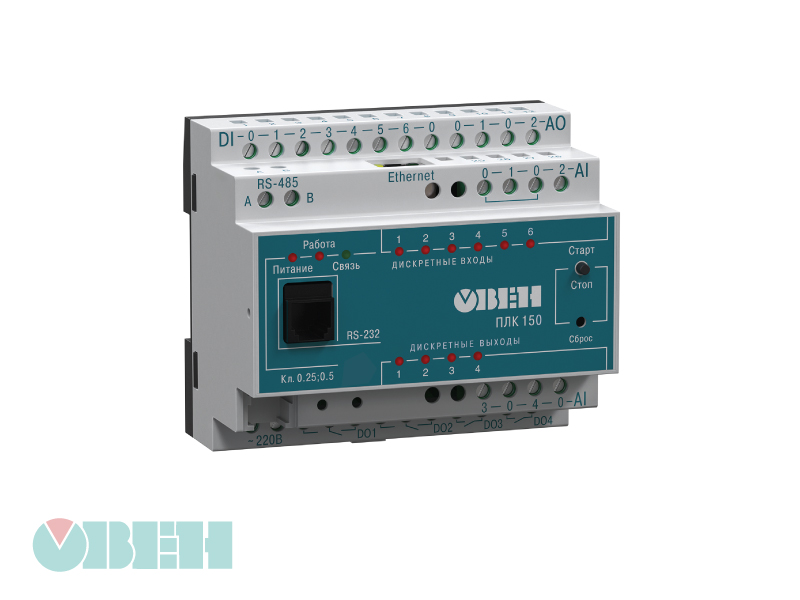 DI-0-1-2-3-4-5-6-0 0-1-0-2-AO
RS-485
A B
Ethernet
0-1-0-2-AI
Работа
Питание
Связь
1 2 3 4 5 6
ДИСКРЕТНЫЕ ВХОДЫ
Старт
Стоп
ОВЕН
ПЛК 150
RS-232
Сброс
ДИСКРЕТНЫЕ ВЫХОДЫ
1 2 3 4
Кл. 0.25;0.5
3-0-4-0-AI
~220В
DO1
DO2
DO3
DO4
ОВЕН